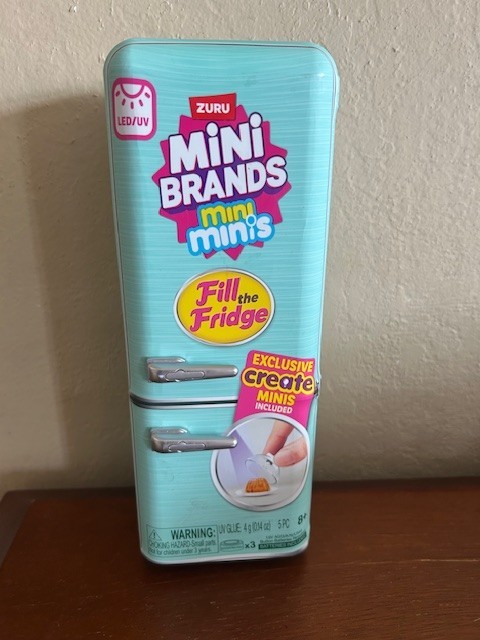 LED/UV
ZURU
MiNi
BRANDS
mini
minis
Fill the
Fridge
EXCLUSIVE
create
MINIS
INCLUDED
WARNING:
CHOKING HAZARD-Small parts.
Not for children under 3 years.
UV GLUE: 4 g (0.14 oz) 5 PC 8+
x3